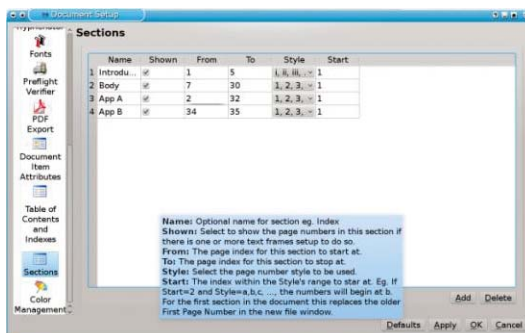 Document Setup
Sections
Fonts
Preflight
Verifier
PDF
Export
Document
Item
Attributes
Table of
Contents
and
Indexes
Sections
Color
Management
Name Shown From To Style Start
1 Introdu... 1 5 i, ii, iii, . 1
2 Body 7 30 1, 2, 3, 1
3 App A 2 32 1, 2, 3, 1
4 App B 34 35 1, 2, 3, 1
Name: Optional name for section eg. Index
Shown: Select to show the page numbers in this section if
there is one or more text frames setup to do so.
From: The page index for this section to start at.
To: The page index for this section to stop at.
Style: Select the page number style to be used.
Start: The index within the Style's range to star at. Eg. If
Start=2 and Style=a,b,c, ..., the numbers will begin at b.
For the first section in the document this replaces the older
First Page Number in the new file window.
Add Delete
Defaults Apply OK Cancel